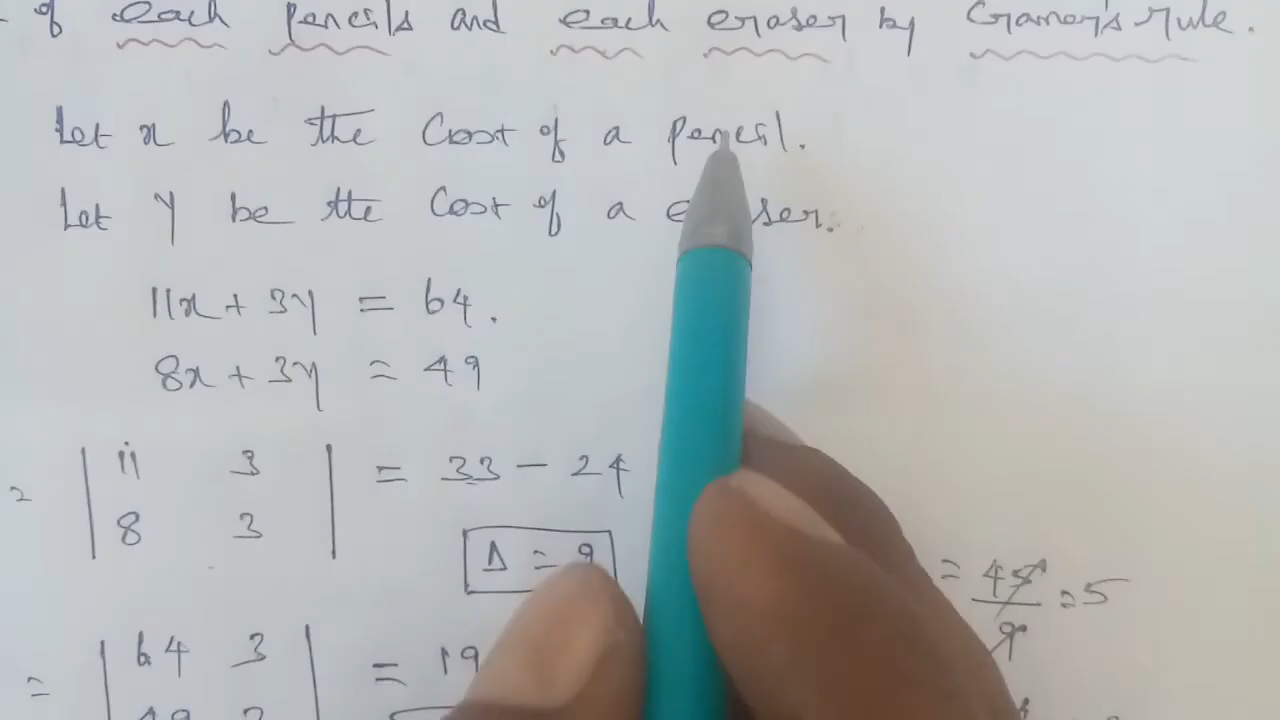 of each pencils and each eraser by Cramer's rule.
Let x be the Cost of a pencil.
Let y be the Cost of a
11x + 3y = 64.
8x + 3y = 49
= | 11 3 | = 33 - 24
8 3
Δ = 9
= 45/9 = 5
= | 64 3 | = 19